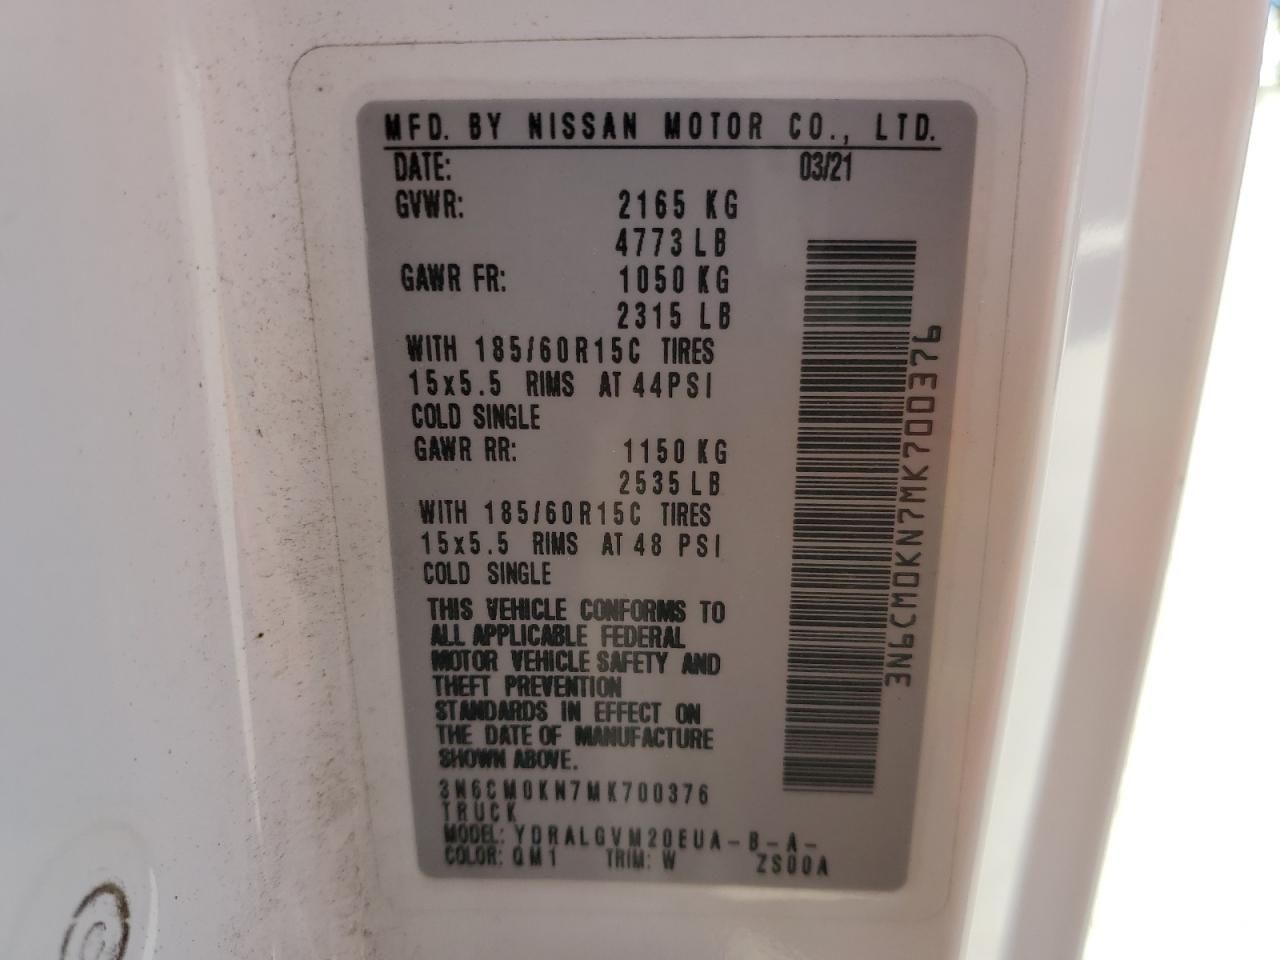 MFD. BY NISSAN MOTOR CO., LTD.
DATE: 03/21
GVWR: 2165 KG
4773 LB
GAWR FR: 1050 KG
2315 LB
WITH 185/60R15C TIRES
15x5.5 RIMS AT 44PSI
COLD SINGLE
GAWR RR: 1150 KG
2535 LB
WITH 185/60R15C TIRES
15x5.5 RIMS AT 48 PSI
COLD SINGLE
THIS VEHICLE CONFORMS TO
ALL APPLICABLE FEDERAL
MOTOR VEHICLE SAFETY AND
THEFT PREVENTION
STANDARDS IN EFFECT ON
THE DATE OF MANUFACTURE
SHOWN ABOVE.
3N6CM0KN7MK700376
TRUCK
MODEL: YDRALGVM20EUA-B-A-
COLOR: QM1 TRIM: W ZS00A
3N6CM0KN7MK700376